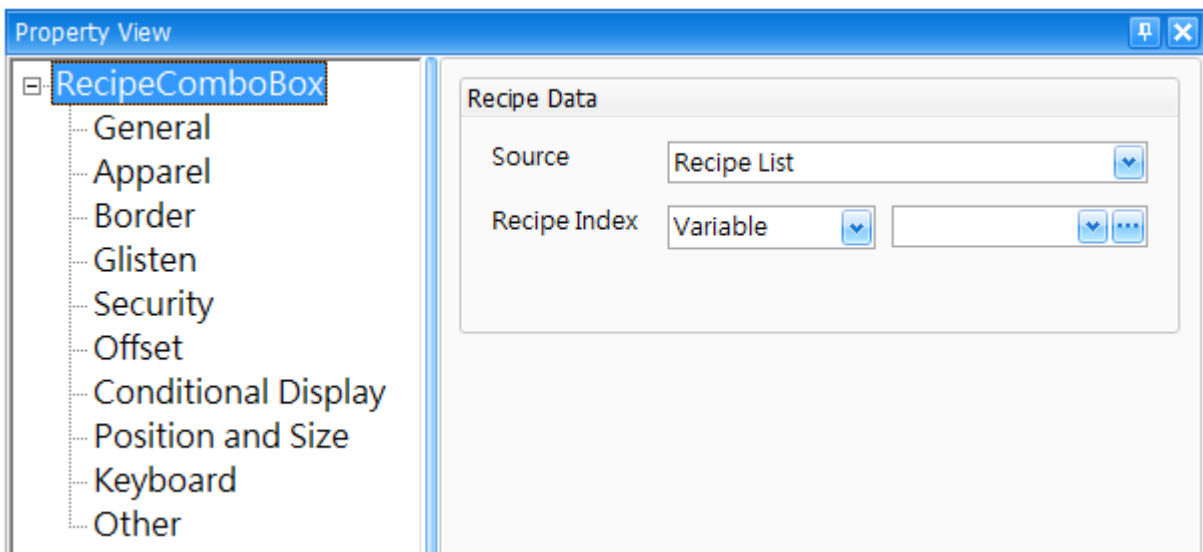 Property View
RecipeComboBox
General
Apparel
Border
Glisten
Security
Offset
Conditional Display
Position and Size
Keyboard
Other
Recipe Data
Source Recipe List
Recipe Index Variable